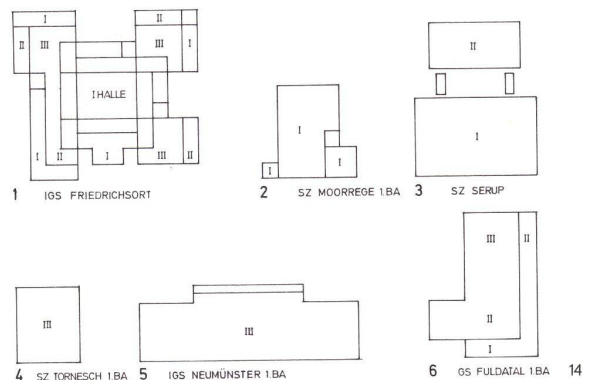 I II
II III III I
I HALLE
I II I III II
1 IGS FRIEDRICHSORT
I I I
2 SZ MOORREGE 1.BA
II
I
3 SZ SERUP
III
4 SZ TORNESCH 1.BA
III
5 IGS NEUMÜNSTER 1.BA
III II
II
I
6 GS FULDATAL 1.BA
14